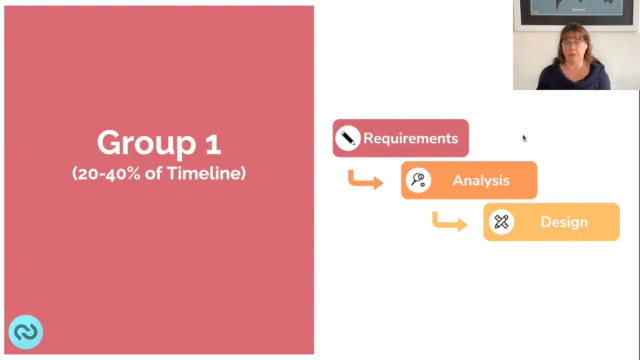 Group 1
(20-40% of Timeline)
Requirements
Analysis
Design